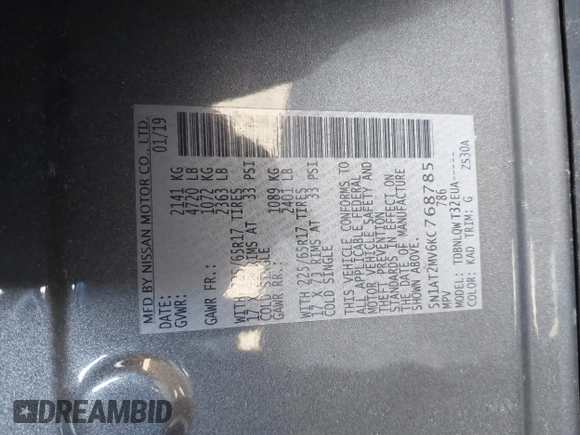 MFD BY NISSAN MOTOR CO., LTD.
DATE: 01/19
GVWR: 2141 KG
4720 LB
GAWR FR.: 1072 KG
2363 LB
WITH 225/65R17 TIRES
17 X 7J RIMS AT 33 PSI
COLD SINGLE
GAWR RR.: 1089 KG
2401 LB
WITH 225/65R17 TIRES
17 X 7J RIMS AT 33 PSI
COLD SINGLE
THIS VEHICLE CONFORMS TO
ALL APPLICABLE FEDERAL
MOTOR VEHICLE SAFETY AND
THEFT PREVENTION
STANDARDS IN EFFECT ON
THE DATE OF MANUFACTURE
SHOWN ABOVE.
5N1AT2MV6KC768785
MPV 786
MODEL: TDBNLQWT32EUA-----
COLOR: KAD TRIM: G ZS30A
DREAMBID